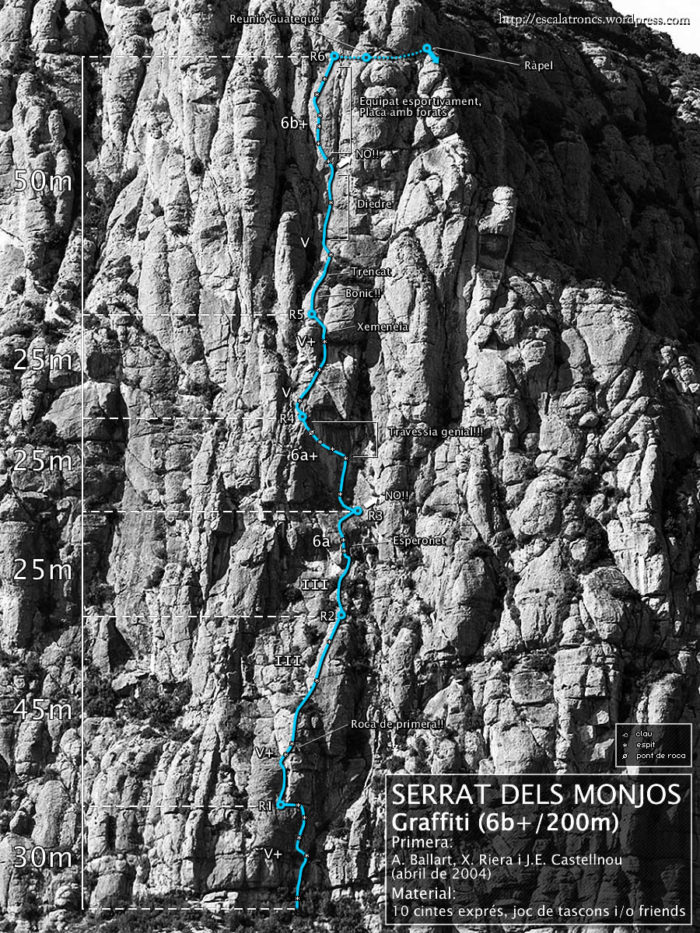 http://escalatroncs.wordpress.com
Reunió Guateque
R6
Ràpel
Equipat esportivament,
Placa amb forats
6b+
NO!!
50m
Diedre
V
Trencat
Bonic!!
R5
Xemeneia
V+
25m
V
R4
Travessia genial!!!
6a+
25m
NO!!
R3
6a
Esperonet
25m
III
R2
III
45m
Roca de primera!!
V+
clau
espit
pont de roca
R1
30m
V+
SERRAT DELS MONJOS
Graffiti (6b+/200m)
Primera:
A. Ballart, X. Riera i J.E. Castellnou
(abril de 2004)
Material:
10 cintes exprés, joc de tascons i/o friends